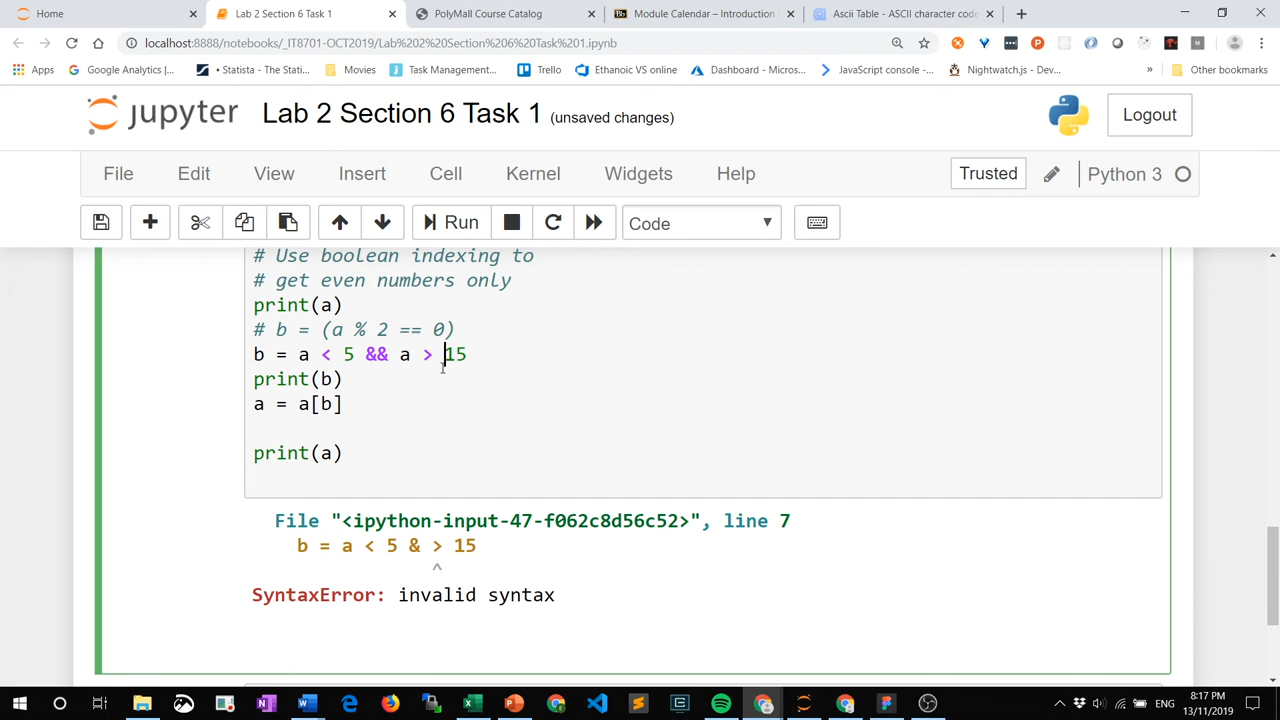 Home
Lab 2 Section 6 Task 1
PolyMall Course Catalog
Bb Module Calendar – Introduction
Ascii Table - ASCII character code
localhost:8888/notebooks/_IT8701-OCT2019/Lab%202%20Section%206%20Task%201.ipynb
Apps
Google Analytics |...
• Statista - The Stati...
Movies
Task Management...
Trello
Ethanoic VS online
Dashboard - Micros...
JavaScript console -...
Nightwatch.js - Dev...
»
Other bookmarks
jupyter Lab 2 Section 6 Task 1 (unsaved changes)
Logout
File Edit View Insert Cell Kernel Widgets Help
Trusted
Python 3
Run
Code
# Use boolean indexing to
# get even numbers only
print(a)
# b = (a % 2 == 0)
b = a < 5 && a > 15
print(b)
a = a[b]
print(a)
File "<ipython-input-47-f062c8d56c52>", line 7
b = a < 5 & > 15
^
SyntaxError: invalid syntax
8:17 PM
13/11/2019